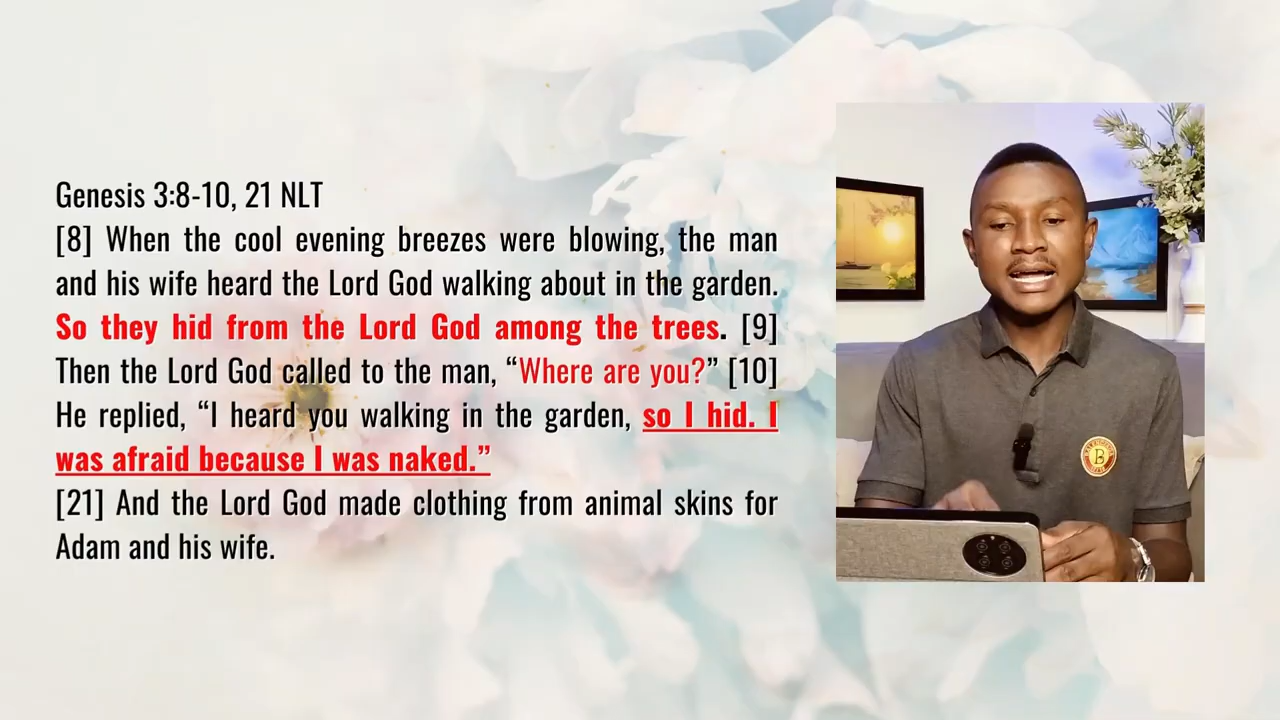 Genesis 3:8-10, 21 NLT
[8] When the cool evening breezes were blowing, the man
and his wife heard the Lord God walking about in the garden.
So they hid from the Lord God among the trees. [9]
Then the Lord God called to the man, “Where are you?” [10]
He replied, “I heard you walking in the garden, so I hid. I
was afraid because I was naked.”
[21] And the Lord God made clothing from animal skins for
Adam and his wife.